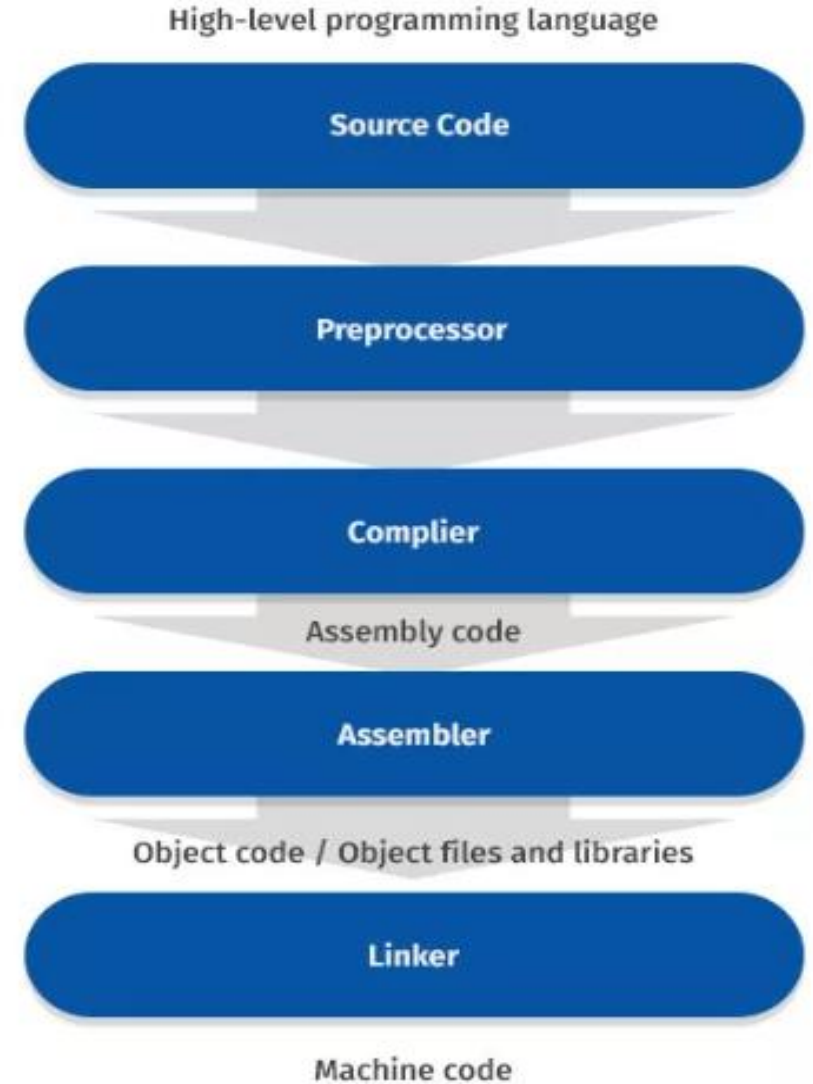 High-level programming language
Source Code
Preprocessor
Complier
Assembly code
Assembler
Object code / Object files and libraries
Linker
Machine code